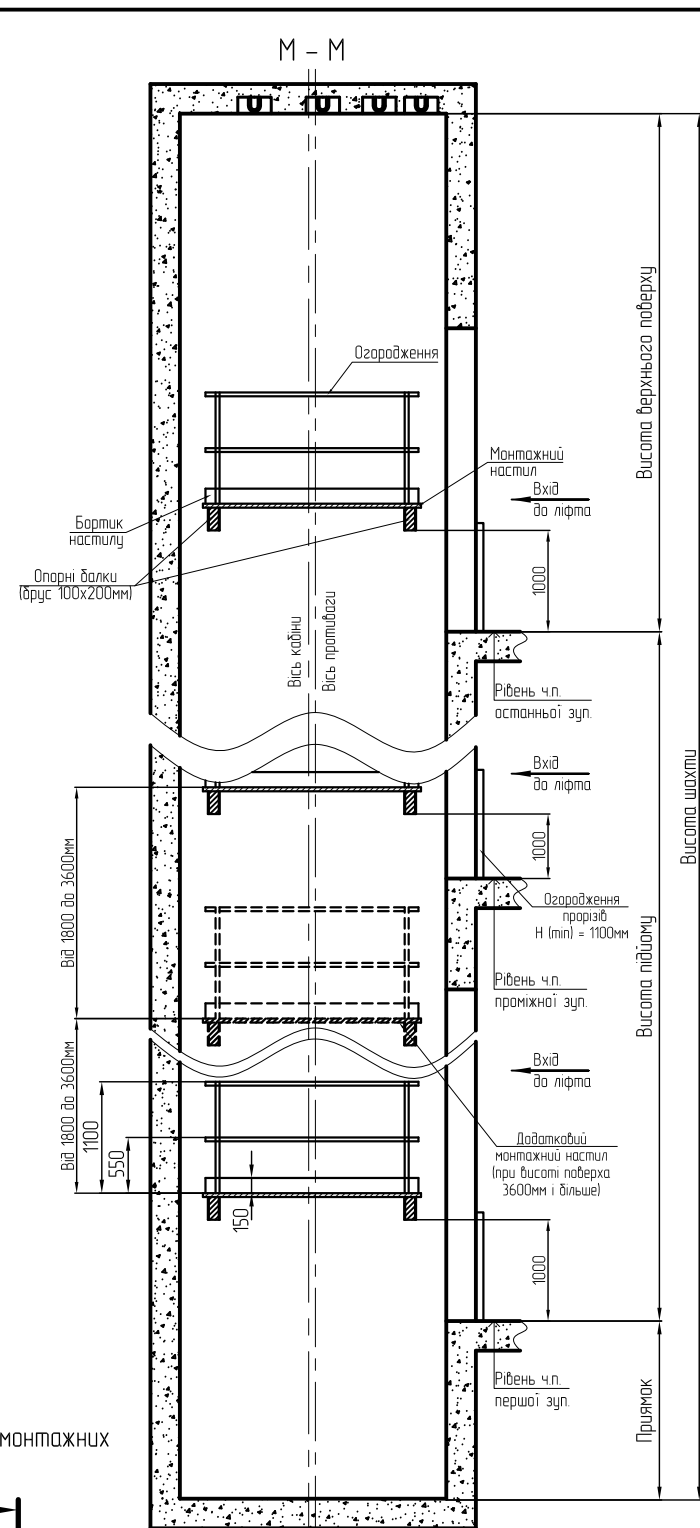 М – М
Огородження
Монтажний
настил
Вхід
до ліфта
Бортик
настилу
Опорні балки
(брус 100х200мм)
1000
Висота верхнього поверху
Вісь кабіни
Вісь противаги
Рівень ч.п.
останньої зуп.
Вхід
до ліфта
Висота шахти
1000
Від 1800 до 3600мм
Огородження
прорізів
H (min) = 1100мм
Висота підйому
Рівень ч.п.
проміжної зуп.
Вхід
до ліфта
Від 1800 до 3600мм
1100
550
150
Додатковий
монтажний настил
(при висоті поверха
3600мм і більше)
1000
Рівень ч.п.
першої зуп.
Приямок
монтажних